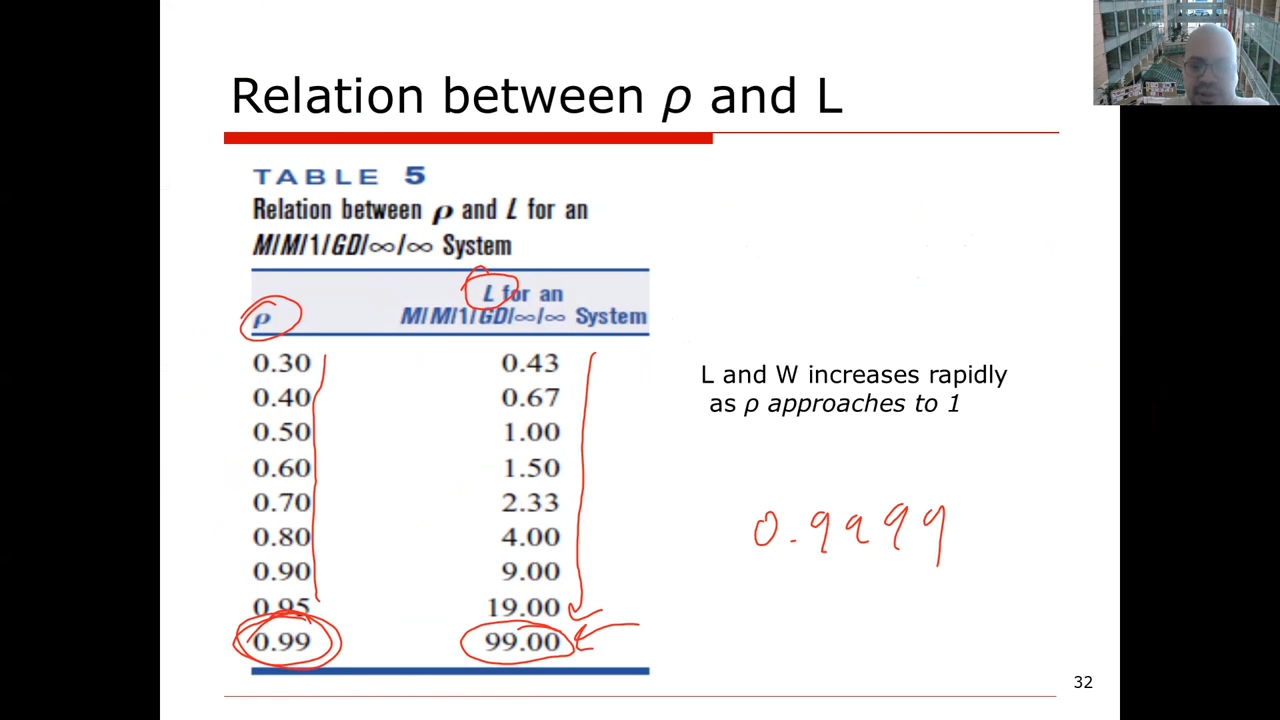 Relation between ρ and L
TABLE 5
Relation between ρ and L for an
M/M/1/GD/∞/∞ System
L for an
ρ M/M/1/GD/∞/∞ System
0.30 0.43
0.40 0.67
0.50 1.00
0.60 1.50
0.70 2.33
0.80 4.00
0.90 9.00
0.95 19.00
0.99 99.00
L and W increases rapidly
as ρ approaches to 1
0.9999
32